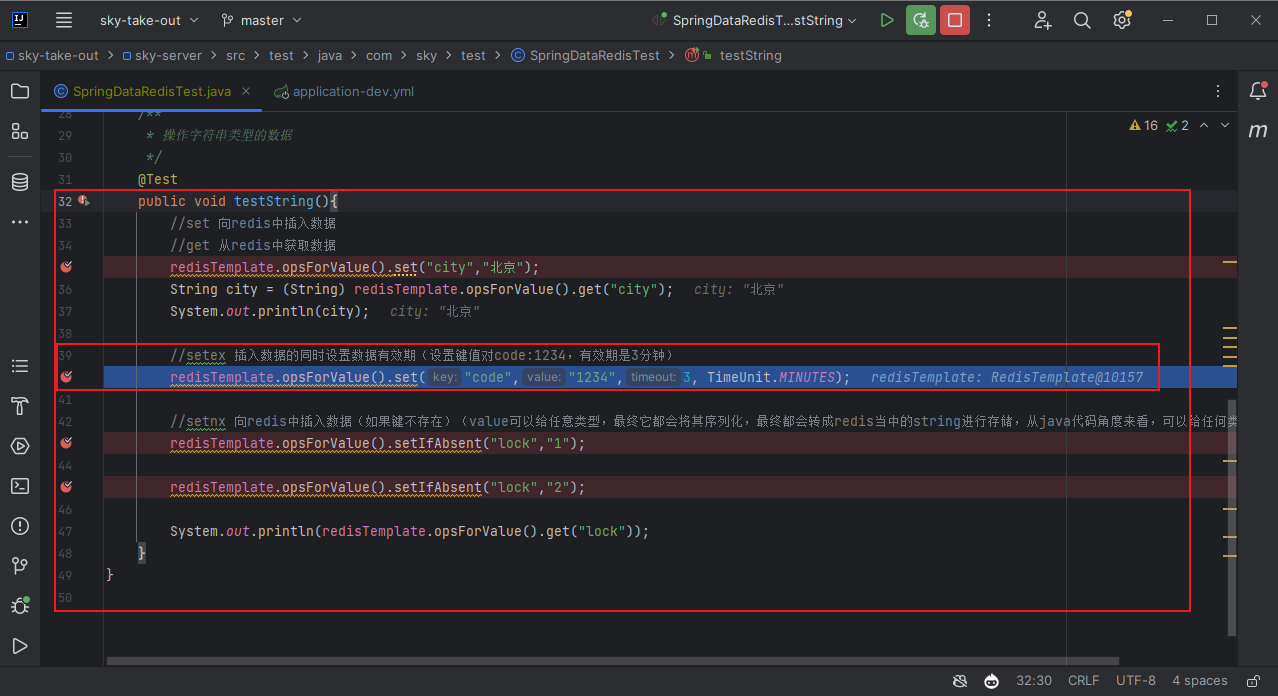 sky-take-out master SpringDataRedisT...stString
sky-take-out > sky-server > src > test > java > com > sky > test > SpringDataRedisTest > testString
SpringDataRedisTest.java application-dev.yml
16 2
28 /**
29 * 操作字符串类型的数据
30 */
31 @Test
32 public void testString(){
33 //set 向redis中插入数据
34 //get 从redis中获取数据
redisTemplate.opsForValue().set("city","北京");
36 String city = (String) redisTemplate.opsForValue().get("city"); city: "北京"
37 System.out.println(city); city: "北京"
38
39 //setex 插入数据的同时设置数据有效期（设置键值对code:1234，有效期是3分钟）
redisTemplate.opsForValue().set( key: "code", value: "1234", timeout: 3, TimeUnit.MINUTES); redisTemplate: RedisTemplate@10157
41
42 //setnx 向redis中插入数据（如果键不存在）（value可以给任意类型，最终它都会将其序列化，最终都会转成redis当中的string进行存储，从java代码角度来看，可以给任何类
redisTemplate.opsForValue().setIfAbsent("lock","1");
44
redisTemplate.opsForValue().setIfAbsent("lock","2");
46
47 System.out.println(redisTemplate.opsForValue().get("lock"));
48 }
49 }
50
32:30 CRLF UTF-8 4 spaces